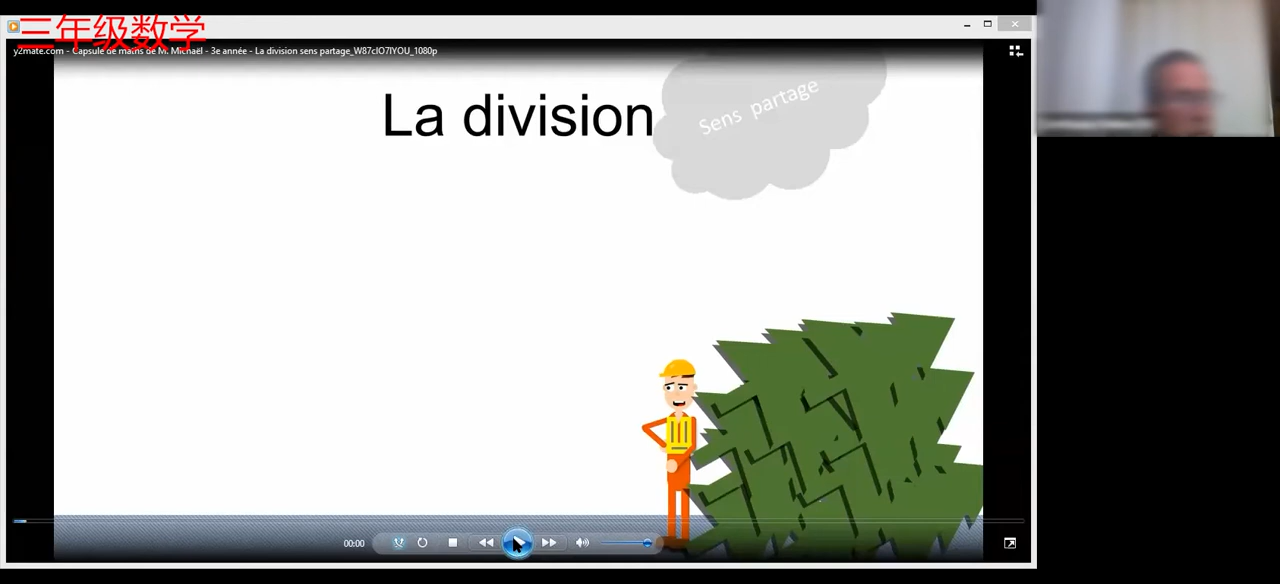 三年级数学
y2mate.com - Capsule de maths de M. Michaël - 3e année - La division sens partage_W87cIO7IYOU_1080p
La division
Sens partage
00:00